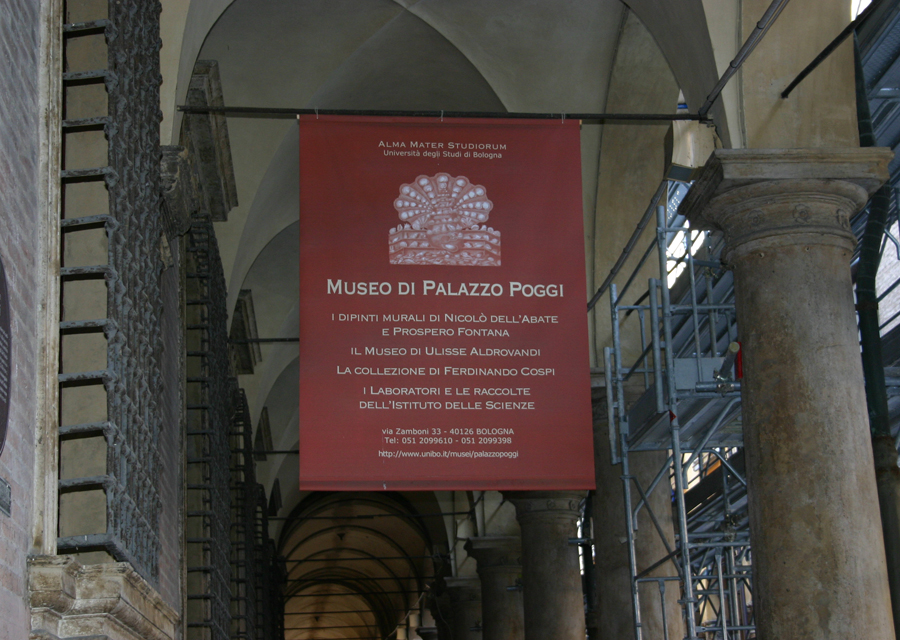 ALMA MATER STUDIORUM
Università degli Studi di Bologna
MUSEO DI PALAZZO POGGI
I DIPINTI MURALI DI NICOLÒ DELL'ABATE
E PROSPERO FONTANA
IL MUSEO DI ULISSE ALDROVANDI
LA COLLEZIONE DI FERDINANDO COSPI
I LABORATORI E LE RACCOLTE
DELL'ISTITUTO DELLE SCIENZE
via Zamboni 33 - 40126 BOLOGNA
Tel: 051 2099610 - 051 2099398
http://www.unibo.it/musei/palazzopoggi